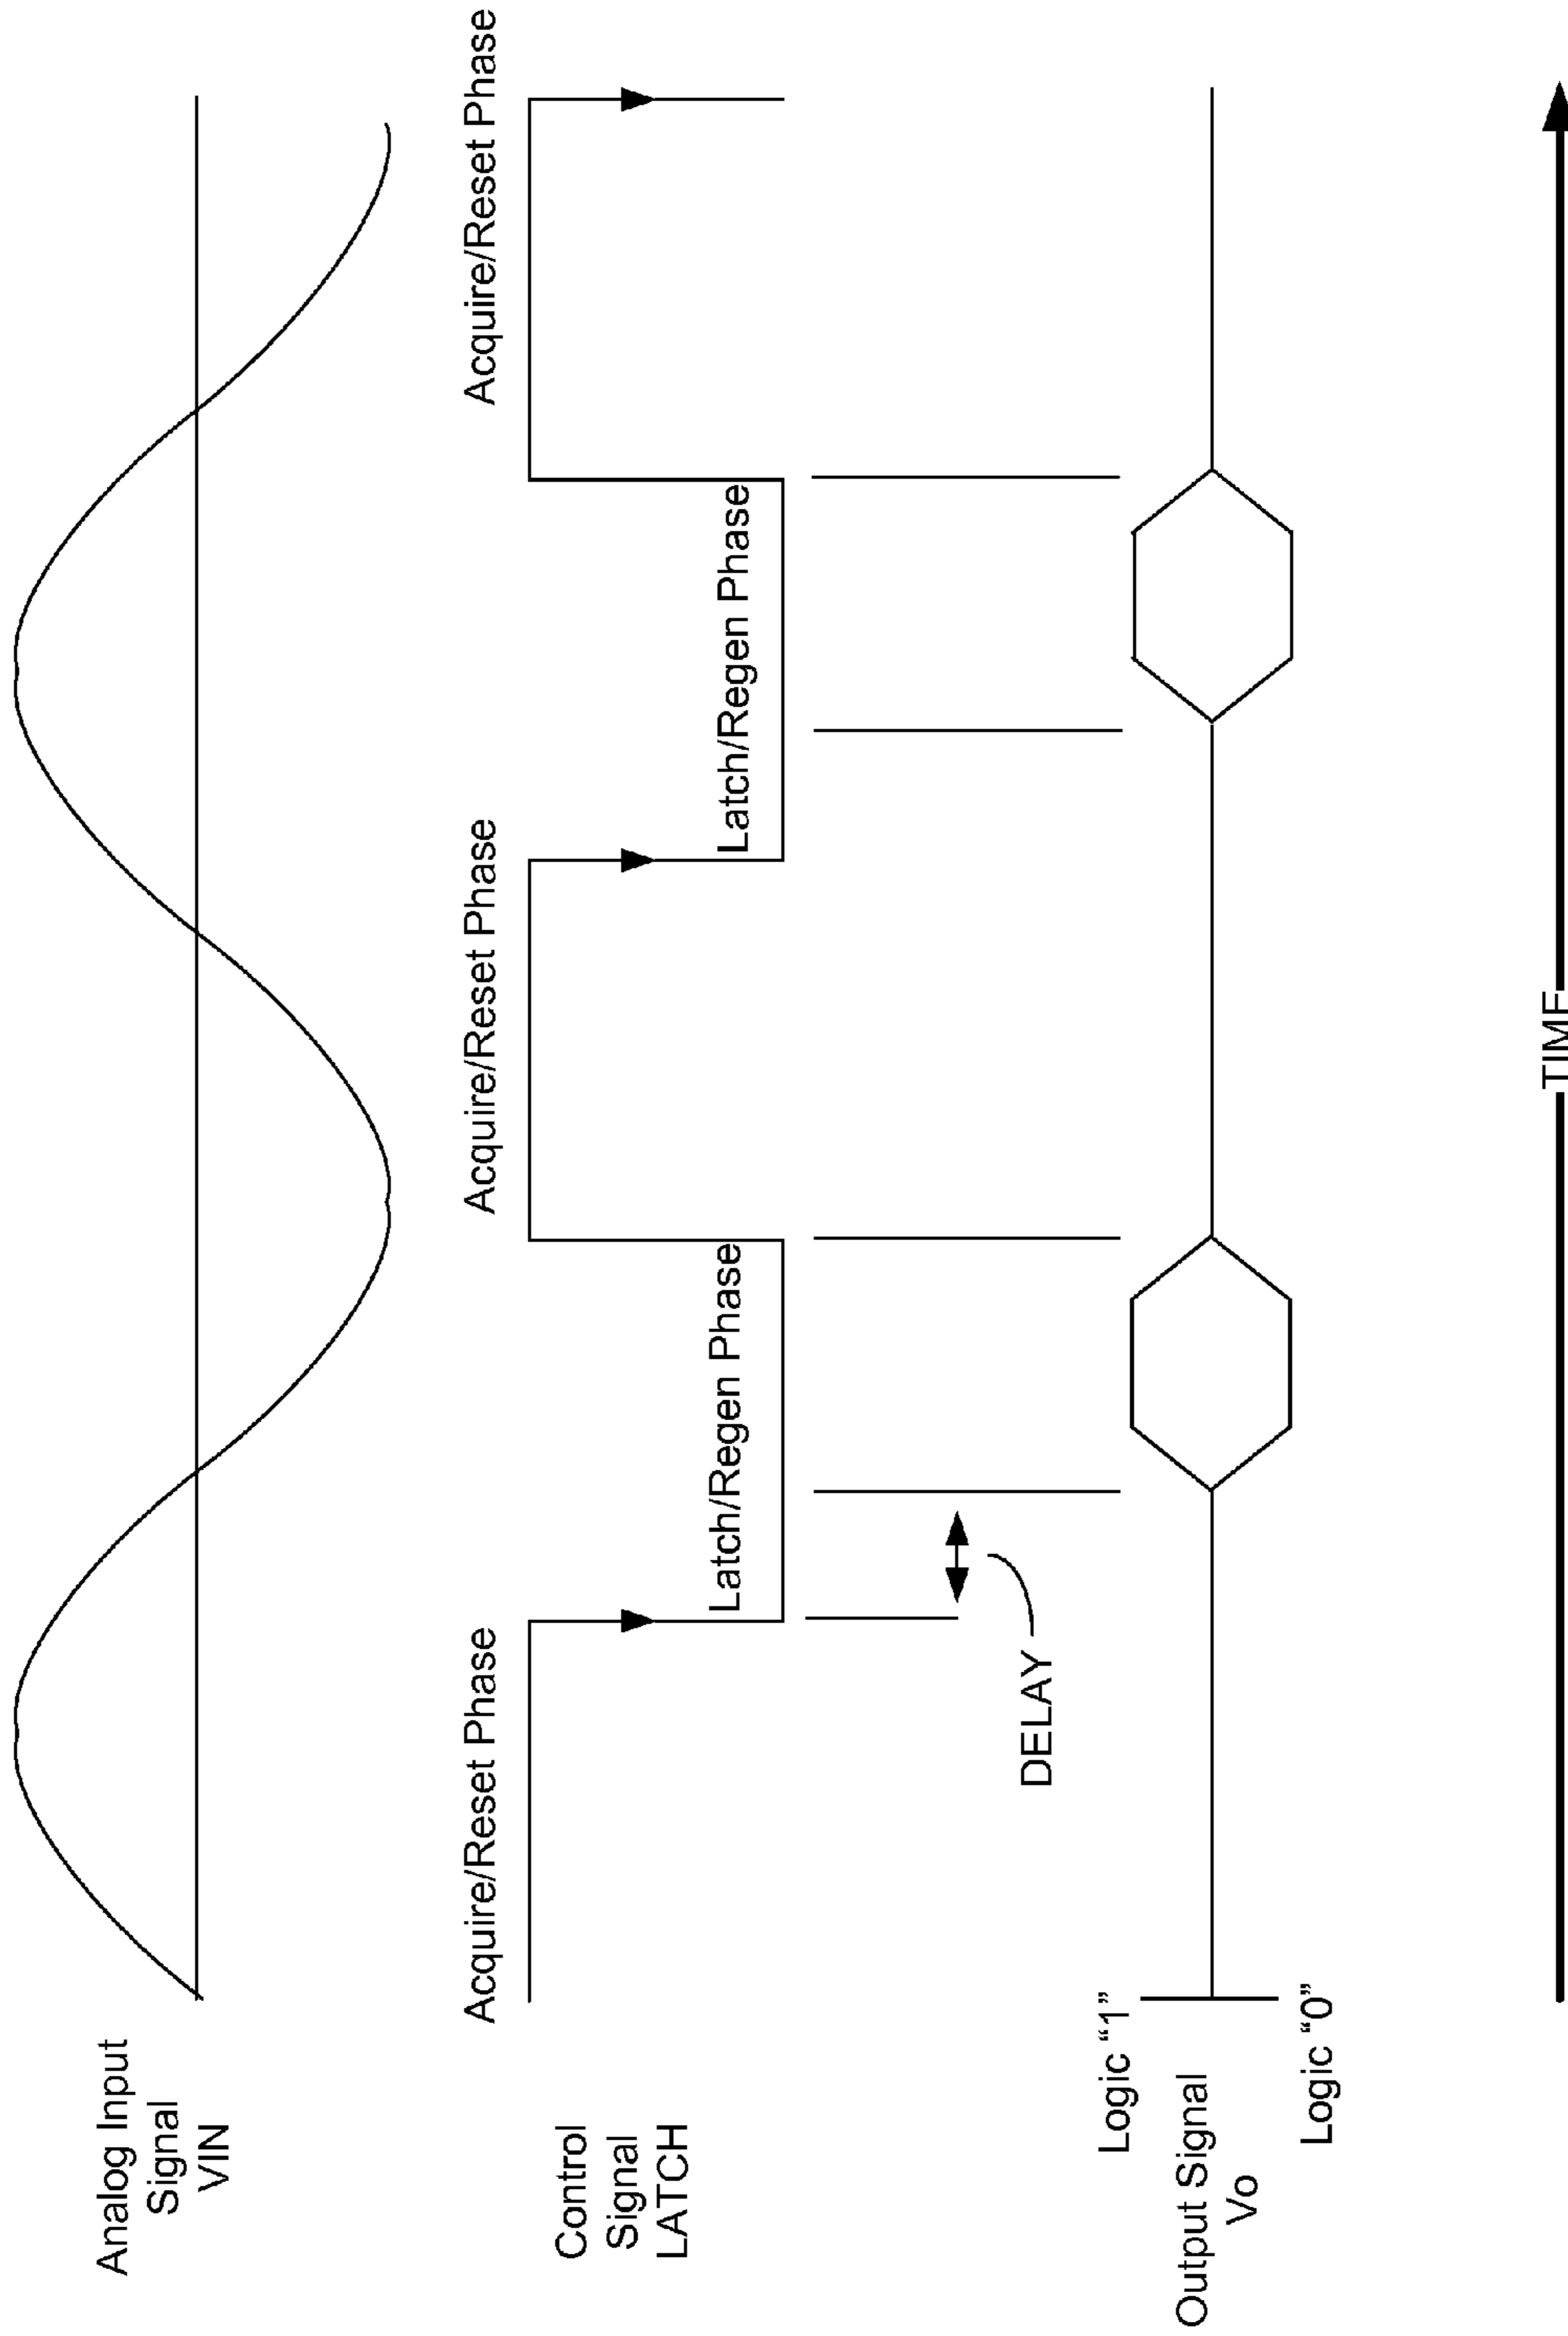 Analog Input
Signal
VIN
Acquire/Reset Phase
Acquire/Reset Phase
Acquire/Reset Phase
Control
Signal
LATCH
Latch/Regen Phase
Latch/Regen Phase
DELAY
Logic “1”
Output Signal
Vo
Logic “0”
TIME